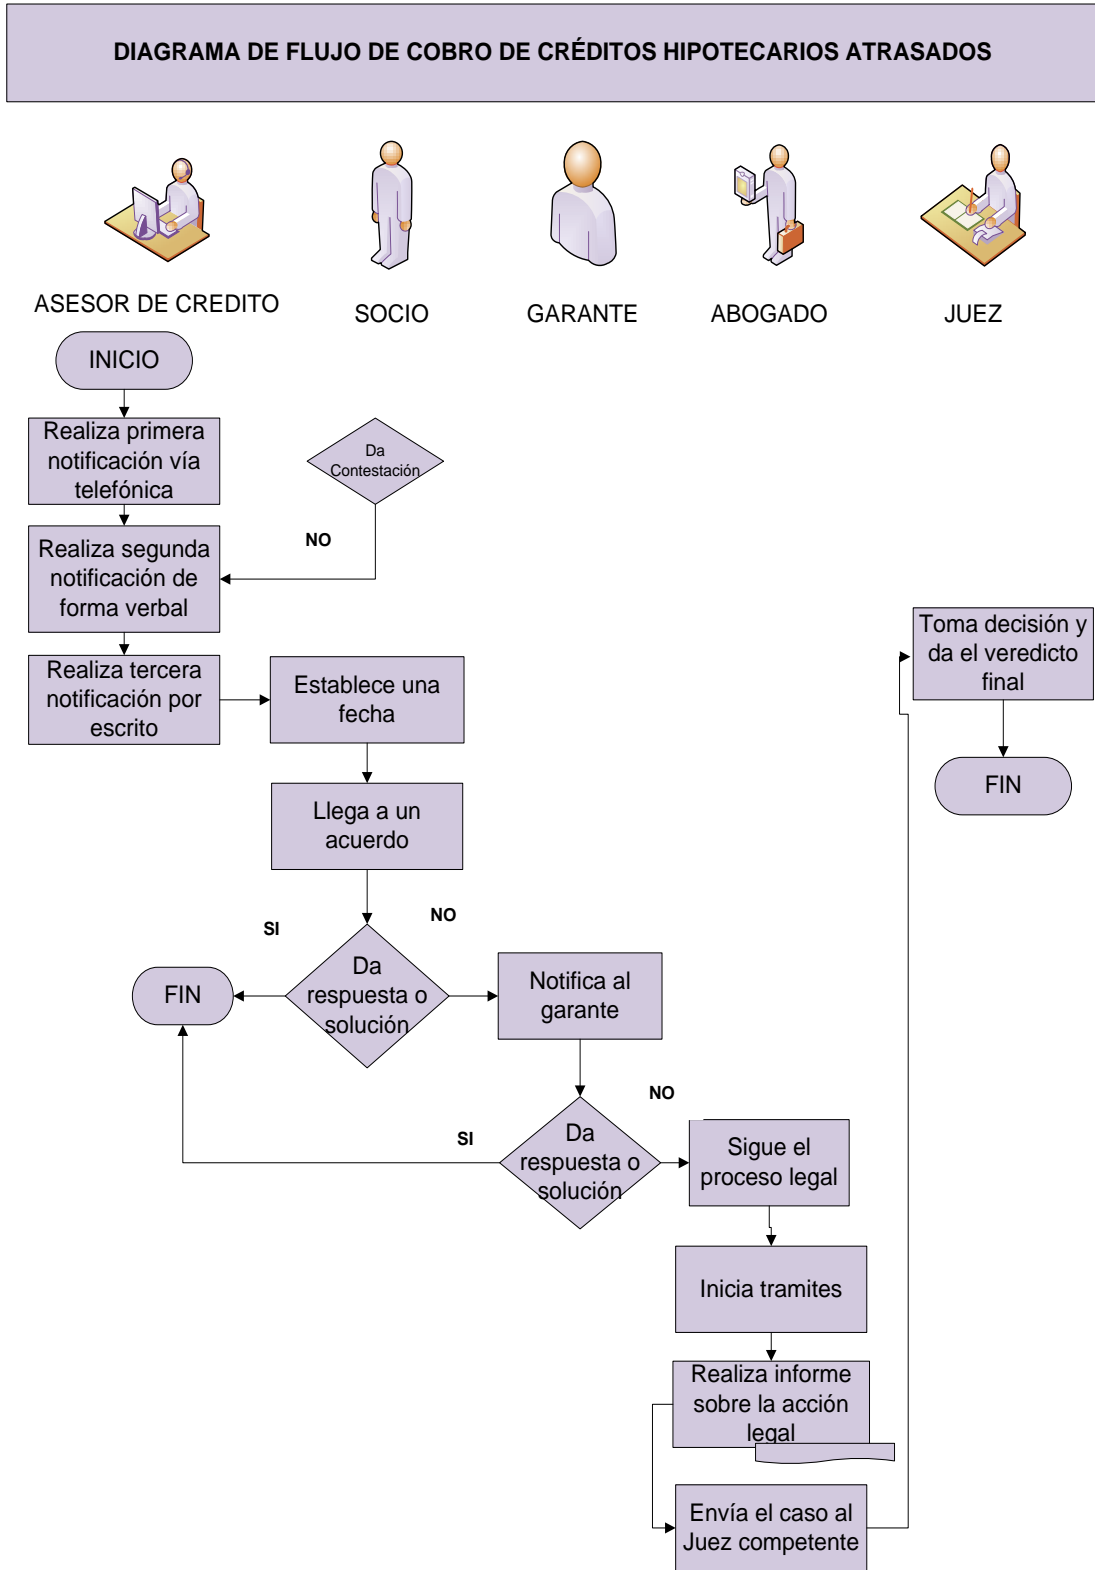 DIAGRAMA DE FLUJO DE COBRO DE CRÉDITOS HIPOTECARIOS ATRASADOS
ASESOR DE CREDITO
SOCIO
GARANTE
ABOGADO
JUEZ
INICIO
Realiza primera
notificación vía
telefónica
Da
Contestación
NO
Realiza segunda
notificación de
forma verbal
Realiza tercera
notificación por
escrito
Establece una
fecha
Toma decisión y
da el veredicto
final
FIN
Llega a un
acuerdo
SI
NO
Da
respuesta o
solución
FIN
Notifica al
garante
NO
SI
Da
respuesta o
solución
Sigue el
proceso legal
Inicia tramites
Realiza informe
sobre la acción
legal
Envía el caso al
Juez competente